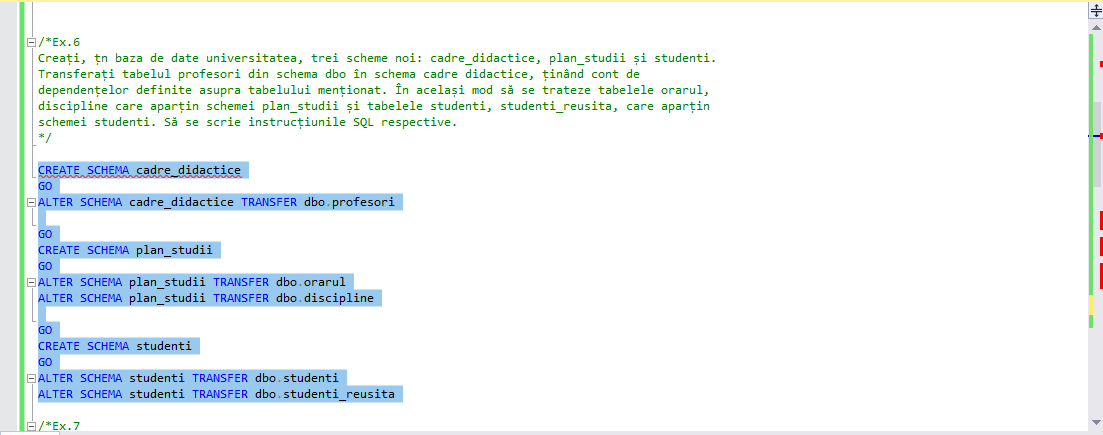 /*Ex.6
Creați, țn baza de date universitatea, trei scheme noi: cadre_didactice, plan_studii și studenti.
Transferați tabelul profesori din schema dbo în schema cadre didactice, ținând cont de
dependențelor definite asupra tabelului menționat. În același mod să se trateze tabelele orarul,
discipline care aparțin schemei plan_studii și tabelele studenti, studenti_reusita, care aparțin
schemei studenti. Să se scrie instrucțiunile SQL respective.
*/
CREATE SCHEMA cadre_didactice
GO
ALTER SCHEMA cadre_didactice TRANSFER dbo.profesori
GO
CREATE SCHEMA plan_studii
GO
ALTER SCHEMA plan_studii TRANSFER dbo.orarul
ALTER SCHEMA plan_studii TRANSFER dbo.discipline
GO
CREATE SCHEMA studenti
GO
ALTER SCHEMA studenti TRANSFER dbo.studenti
ALTER SCHEMA studenti TRANSFER dbo.studenti_reusita
/*Ex.7